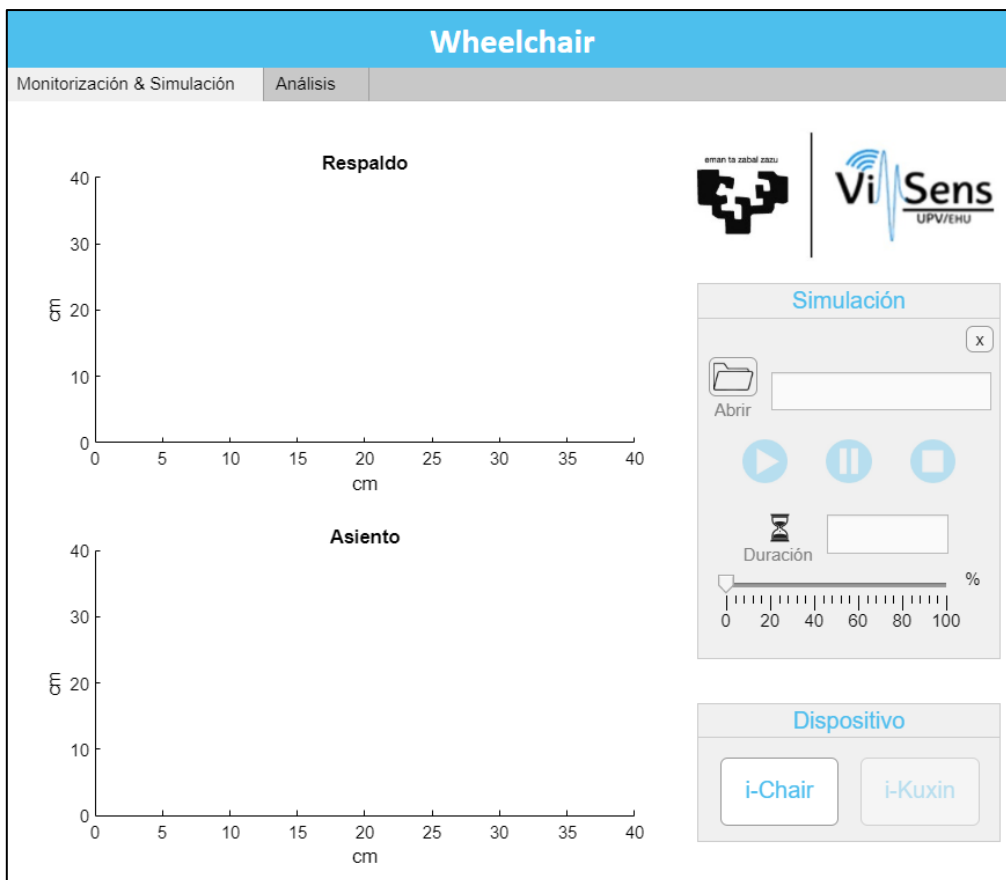 Wheelchair
Monitorización & Simulación
Análisis
Respaldo
40
30
20
10
0
cm
0 5 10 15 20 25 30 35 40
cm
Asiento
40
30
20
10
0
cm
0 5 10 15 20 25 30 35 40
cm
eman ta zabal zazu
ViSens
UPV/EHU
Simulación
x
Abrir
Duración
%
0 20 40 60 80 100
Dispositivo
i-Chair
i-Kuxin